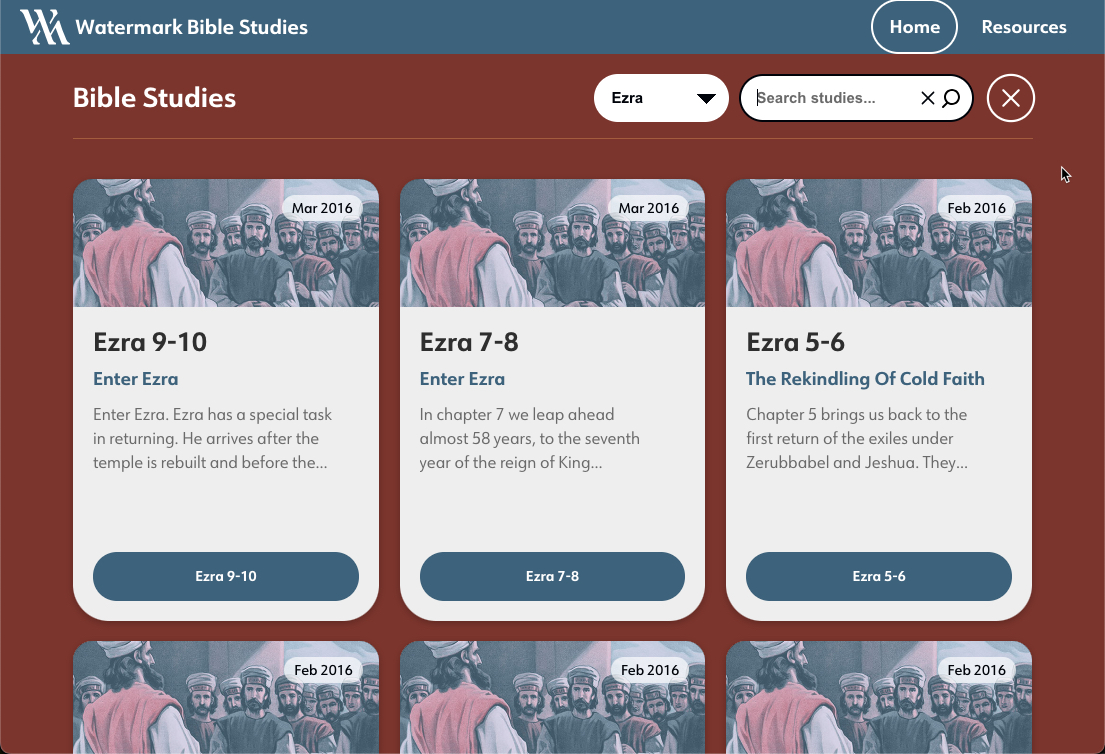 Watermark Bible Studies
Home
Resources
Bible Studies
Ezra
Search studies...
Mar 2016
Mar 2016
Feb 2016
Ezra 9-10
Enter Ezra
Enter Ezra. Ezra has a special task
in returning. He arrives after the
temple is rebuilt and before the...
Ezra 9-10
Ezra 7-8
Enter Ezra
In chapter 7 we leap ahead
almost 58 years, to the seventh
year of the reign of King...
Ezra 7-8
Ezra 5-6
The Rekindling Of Cold Faith
Chapter 5 brings us back to the
first return of the exiles under
Zerubbabel and Jeshua. They...
Ezra 5-6
Feb 2016
Feb 2016
Feb 2016